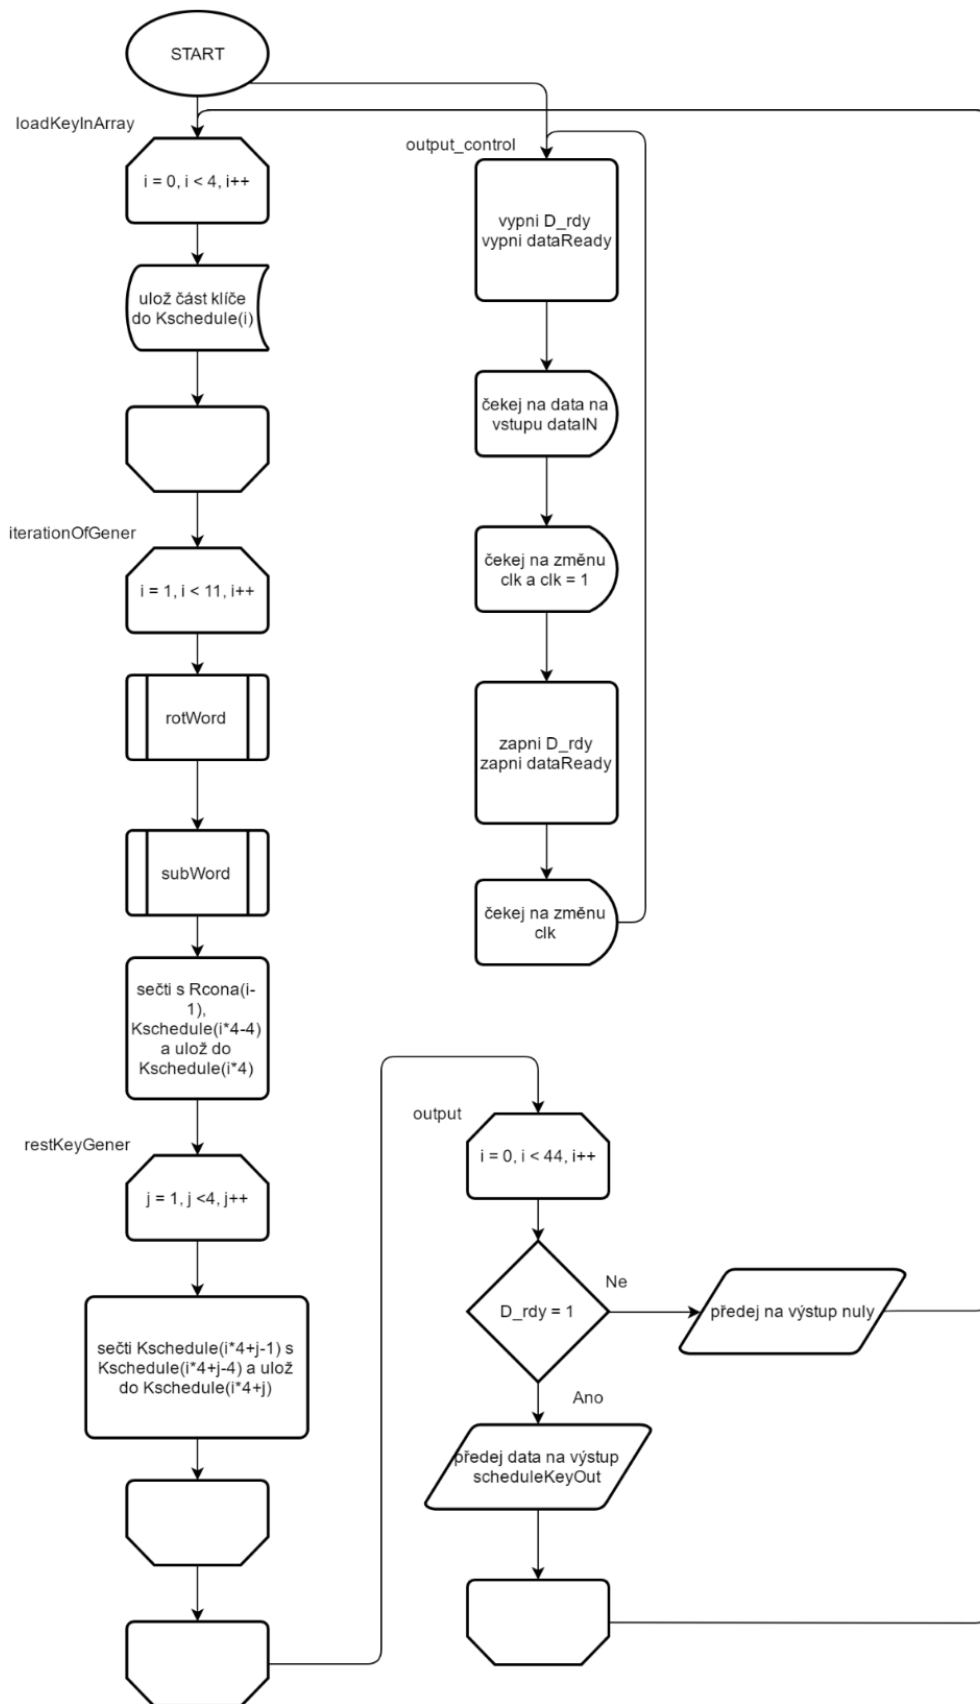 START
loadKeyInArray
i = 0, i < 4, i++
ulož část klíče
do Kschedule(i)
iterationOfGener
i = 1, i < 11, i++
rotWord
subWord
sečti s Rcona(i-
1),
Kschedule(i*4-4)
a ulož do
Kschedule(i*4)
restKeyGener
j = 1, j <4, j++
sečti Kschedule(i*4+j-1) s
Kschedule(i*4+j-4) a ulož
do Kschedule(i*4+j)
output_control
vypni D_rdy
vypni dataReady
čekej na data na
vstupu dataIN
čekej na změnu
clk a clk = 1
zapni D_rdy
zapni dataReady
čekej na změnu
clk
output
i = 0, i < 44, i++
D_rdy = 1
Ne
předej na výstup nuly
Ano
předej data na výstup
scheduleKeyOut